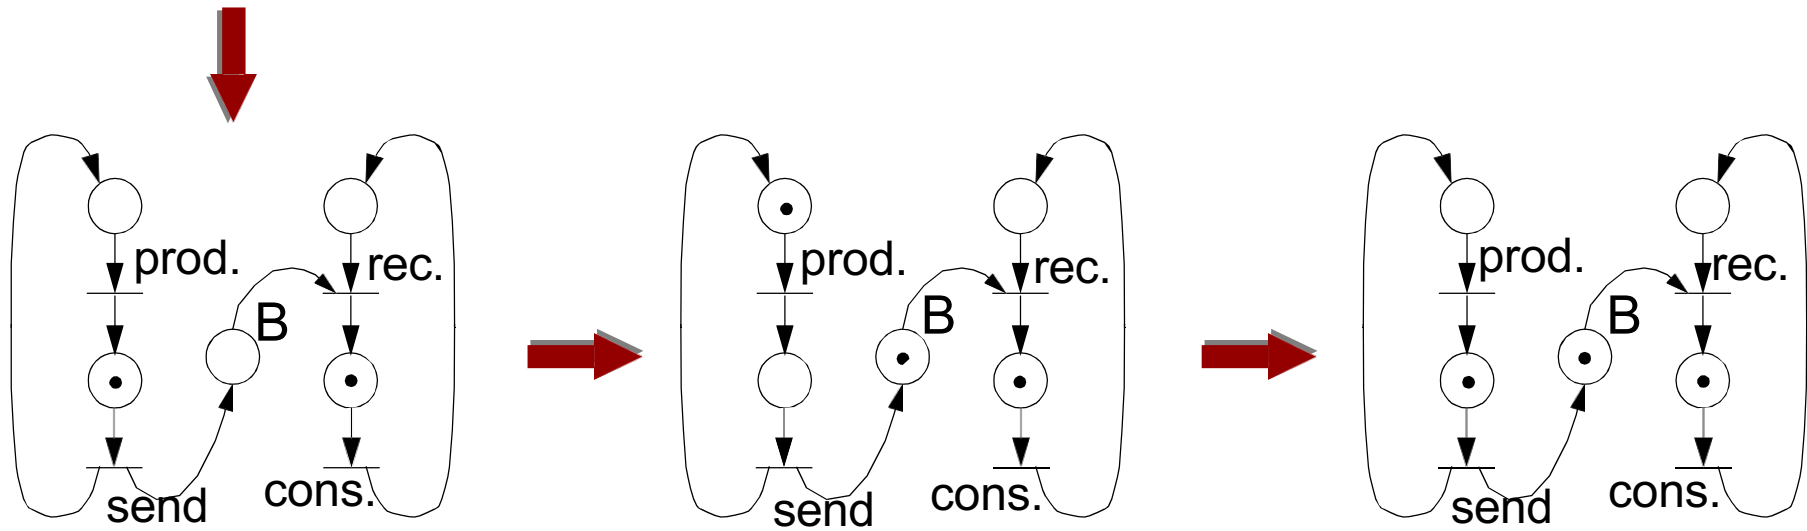 prod.
rec.
B
send
cons.
prod.
rec.
B
send
cons.
prod.
rec.
B
send
cons.